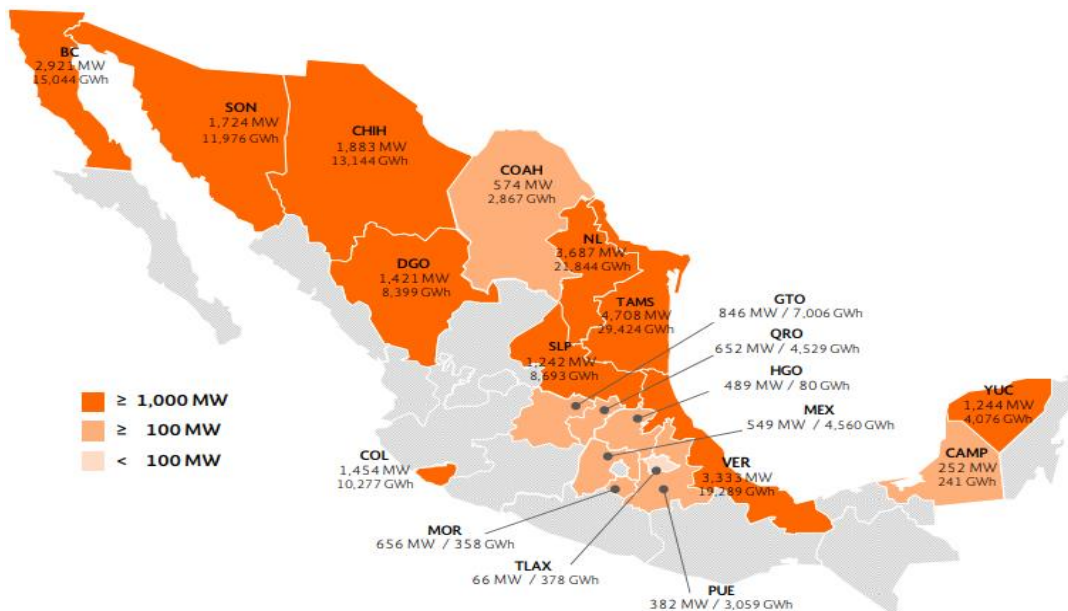 BC
2,921 MW
15,044 GWh
SON
1,724 MW
11,976 GWh
CHIH
1,883 MW
13,144 GWh
COAH
574 MW
2,867 GWh
NL
3,687 MW
21,844 GWh
DGO
1,421 MW
8,399 GWh
TAMS
4,708 MW
29,424 GWh
GTO
846 MW / 7,006 GWh
QRO
652 MW / 4,529 GWh
SLP
1,242 MW
8,693 GWh
HGO
489 MW / 80 GWh
MEX
549 MW / 4,560 GWh
YUC
1,244 MW
4,076 GWh
≥ 1,000 MW
≥ 100 MW
< 100 MW
COL
1,454 MW
10,277 GWh
VER
3,333 MW
19,289 GWh
CAMP
252 MW
241 GWh
MOR
656 MW / 358 GWh
TLAX
66 MW / 378 GWh
PUE
382 MW / 3,059 GWh